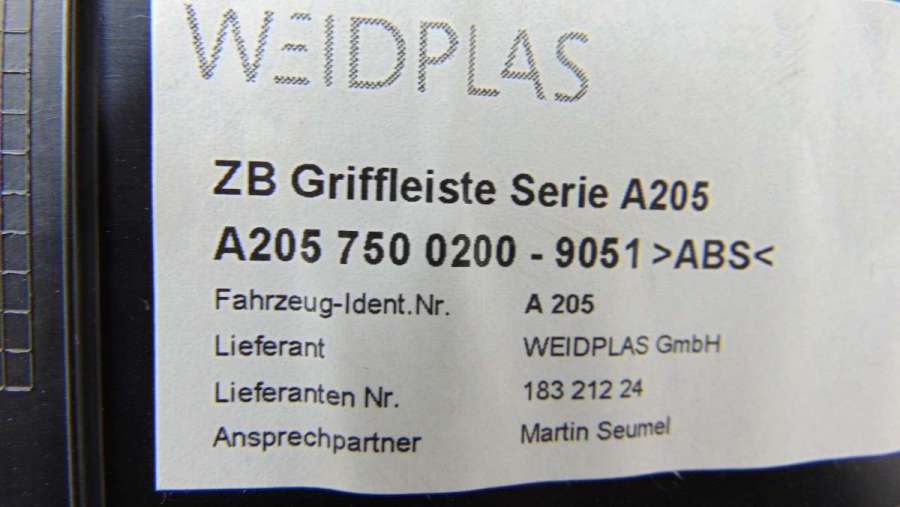 WEIDPLAS
ZB Griffleiste Serie A205
A205 750 0200 - 9051 >ABS<
Fahrzeug-Ident.Nr. A 205
Lieferant WEIDPLAS GmbH
Lieferanten Nr. 183 212 24
Ansprechpartner Martin Seumel